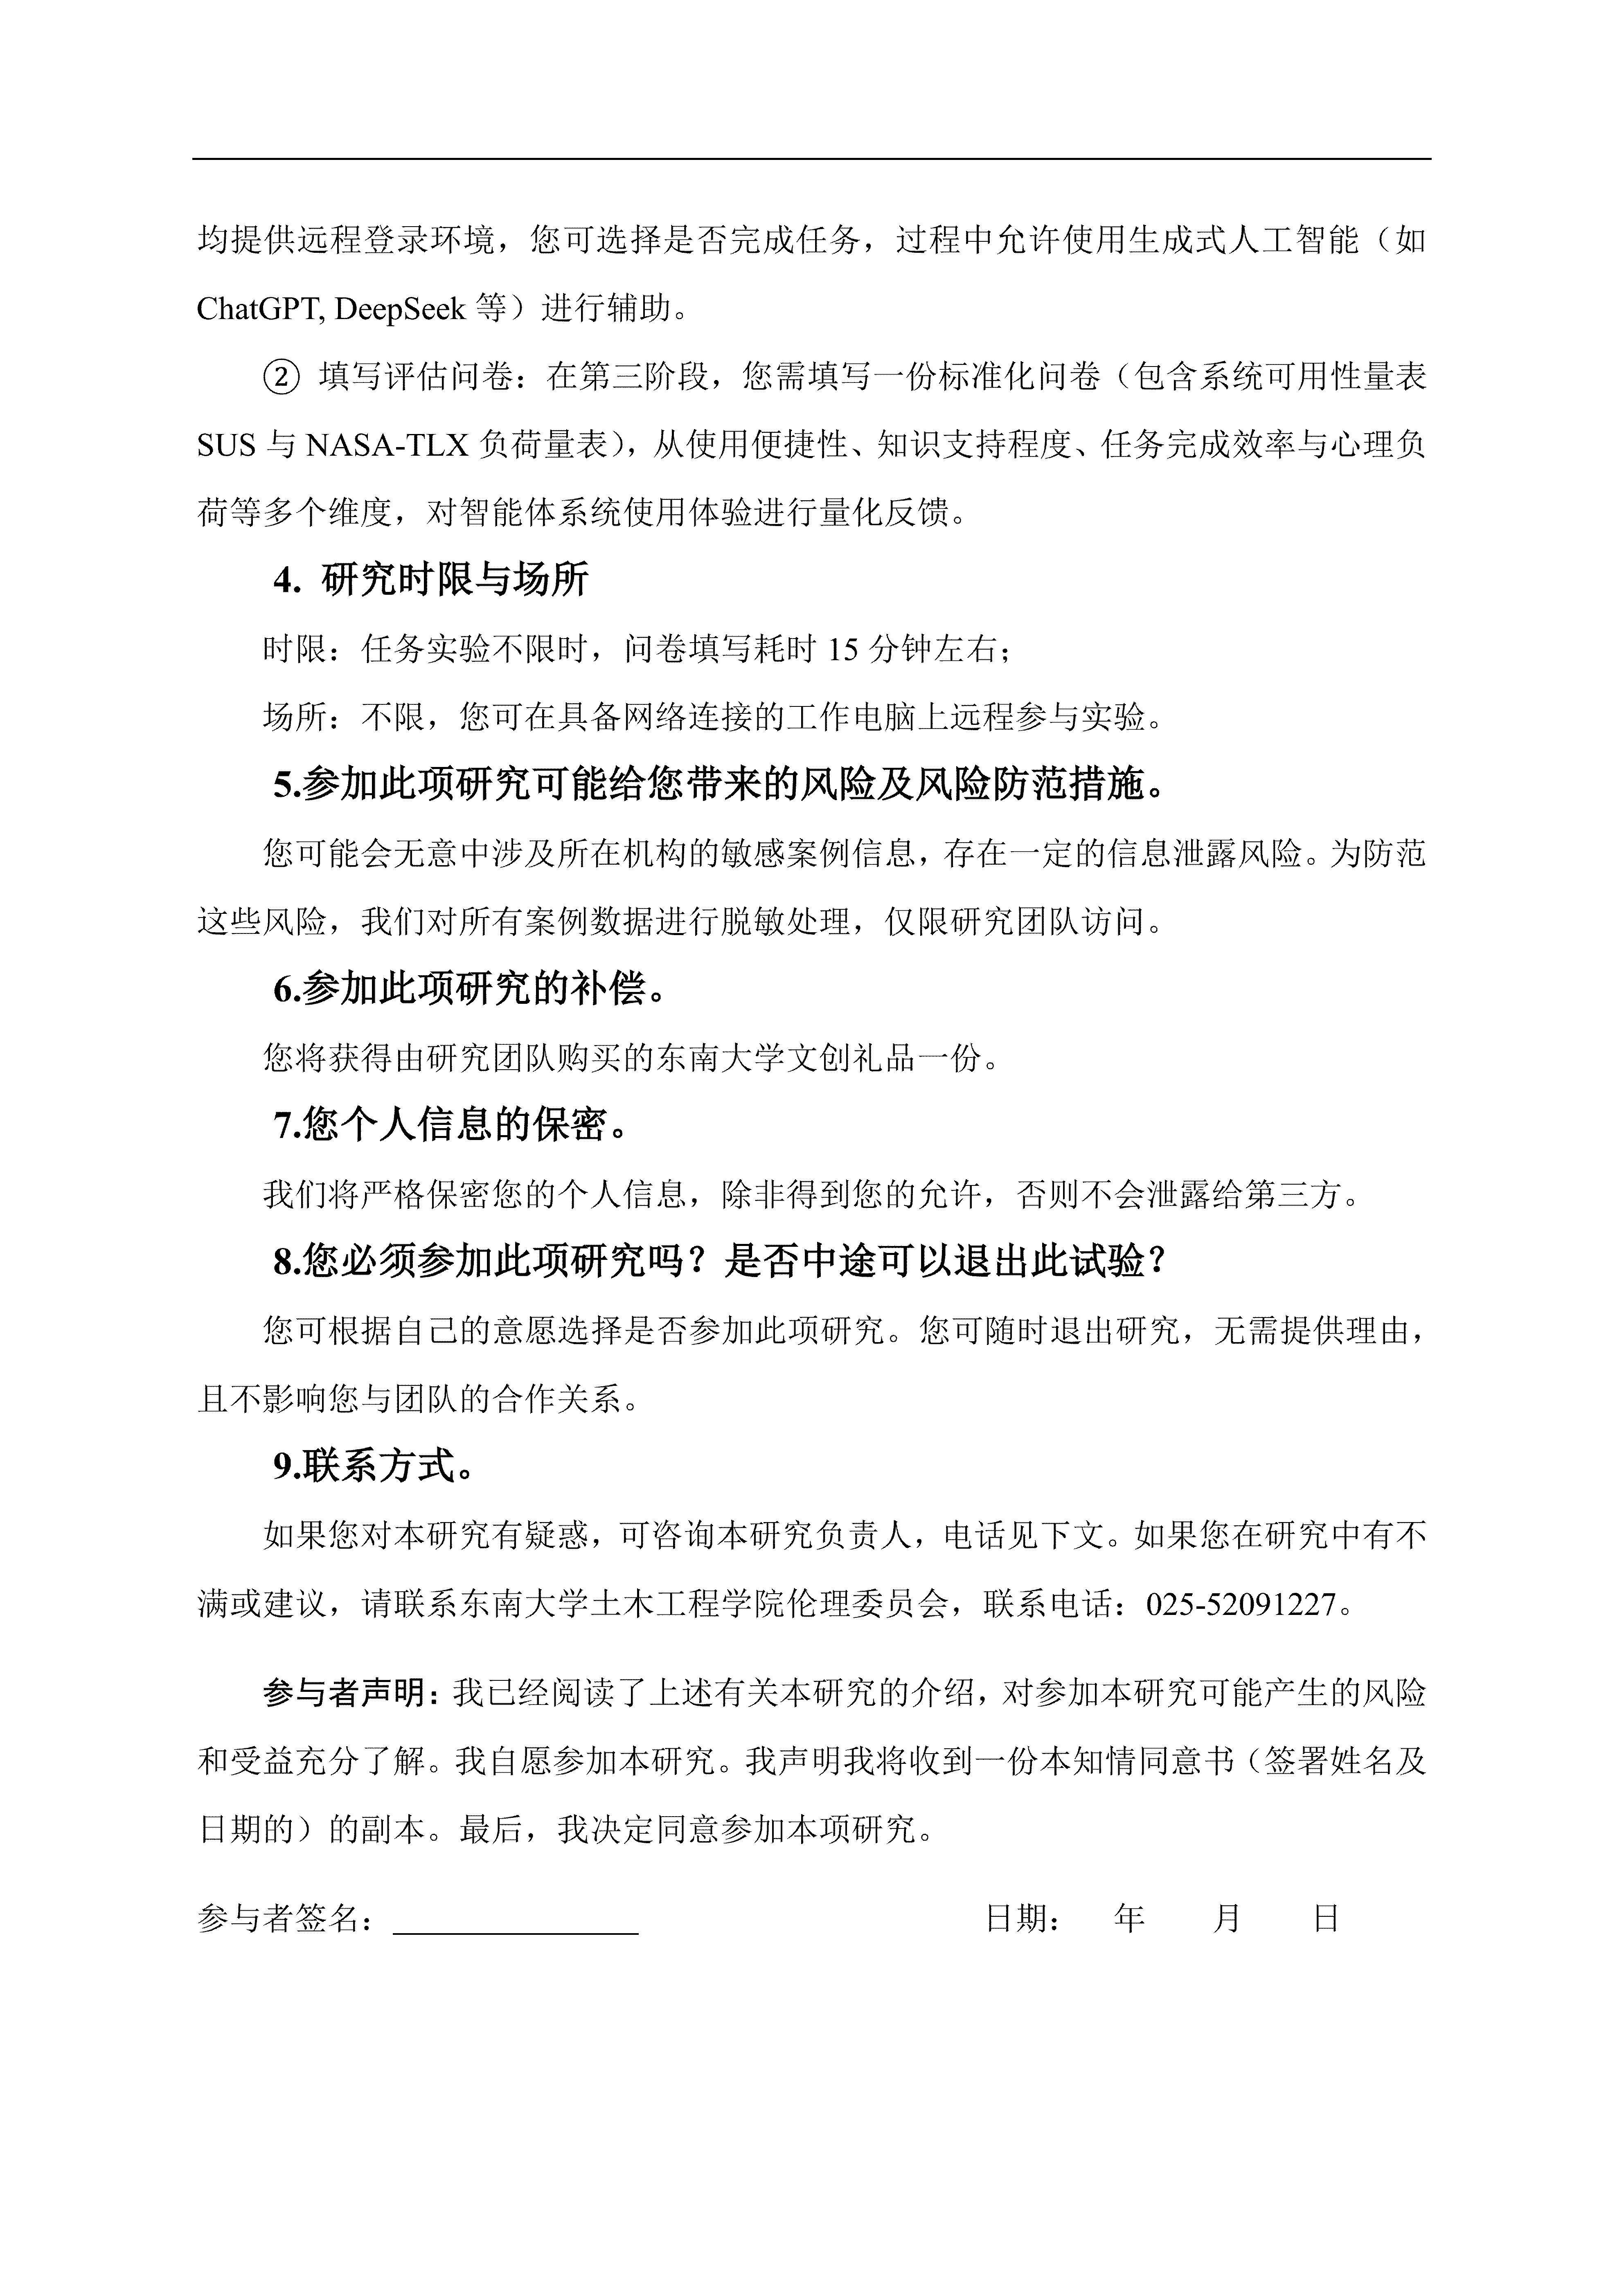 均提供远程登录环境，您可选择是否完成任务，过程中允许使用生成式人工智能（如
ChatGPT, DeepSeek 等）进行辅助。
② 填写评估问卷：在第三阶段，您需填写一份标准化问卷（包含系统可用性量表
SUS 与 NASA-TLX 负荷量表），从使用便捷性、知识支持程度、任务完成效率与心理负
荷等多个维度，对智能体系统使用体验进行量化反馈。
4. 研究时限与场所
时限：任务实验不限时，问卷填写耗时 15 分钟左右；
场所：不限，您可在具备网络连接的工作电脑上远程参与实验。
5.参加此项研究可能给您带来的风险及风险防范措施。
您可能会无意中涉及所在机构的敏感案例信息，存在一定的信息泄露风险。为防范
这些风险，我们对所有案例数据进行脱敏处理，仅限研究团队访问。
6.参加此项研究的补偿。
您将获得由研究团队购买的东南大学文创礼品一份。
7.您个人信息的保密。
我们将严格保密您的个人信息，除非得到您的允许，否则不会泄露给第三方。
8.您必须参加此项研究吗？是否中途可以退出此试验？
您可根据自己的意愿选择是否参加此项研究。您可随时退出研究，无需提供理由，
且不影响您与团队的合作关系。
9.联系方式。
如果您对本研究有疑惑，可咨询本研究负责人，电话见下文。如果您在研究中有不
满或建议，请联系东南大学土木工程学院伦理委员会，联系电话：025-52091227。
参与者声明：我已经阅读了上述有关本研究的介绍，对参加本研究可能产生的风险
和受益充分了解。我自愿参加本研究。我声明我将收到一份本知情同意书（签署姓名及
日期的）的副本。最后，我决定同意参加本项研究。
参与者签名：_______________ 日期： 年 月 日